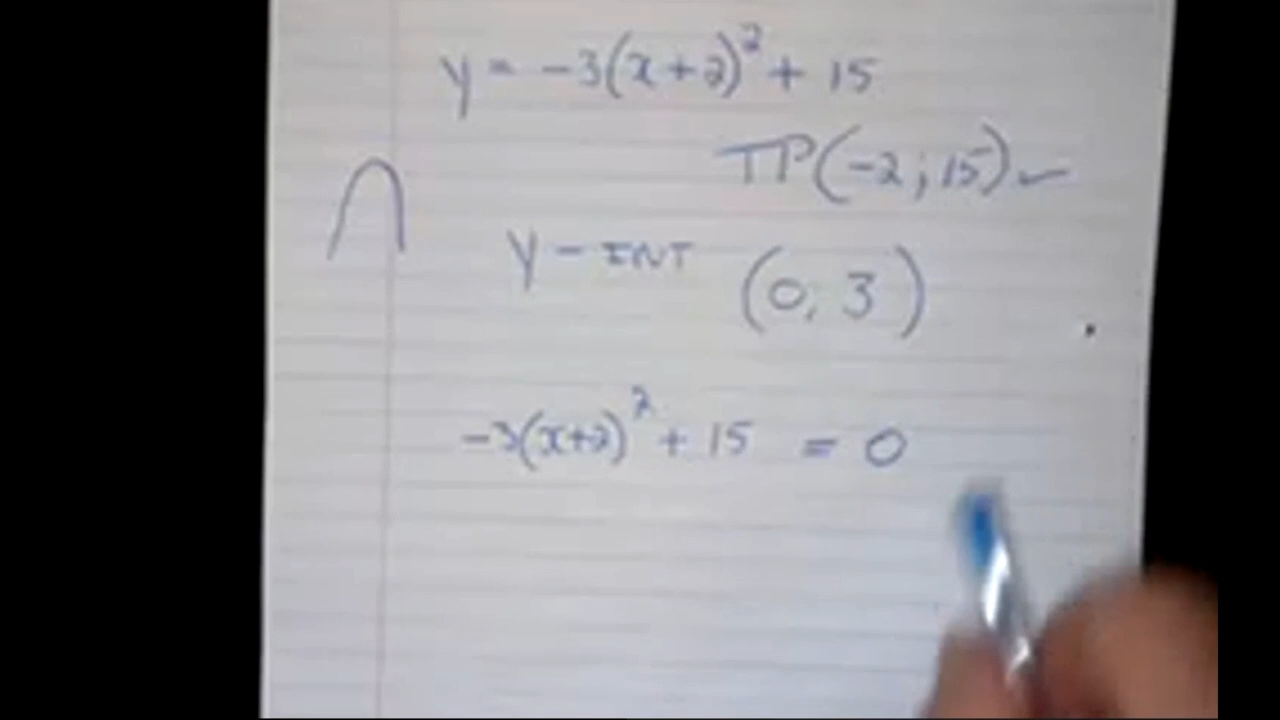 y = -3(x+2)² + 15
TP(-2; 15)✓
y - INT (0; 3)
-3(x+2)² + 15 = 0